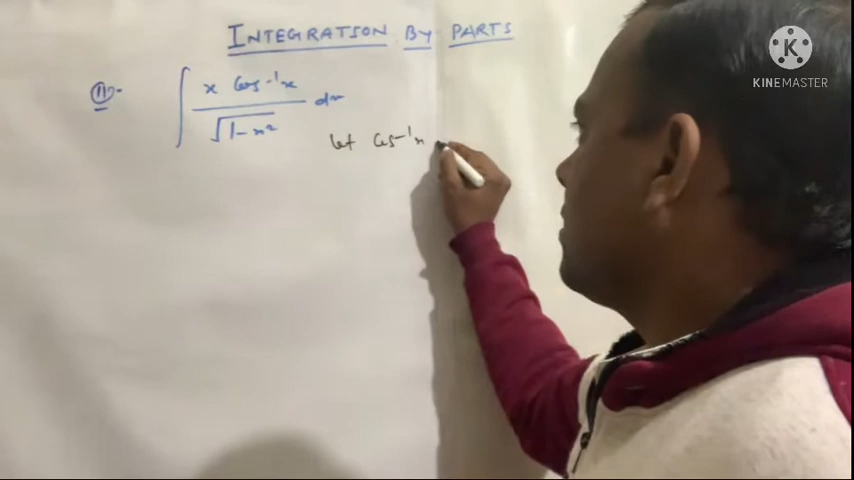 INTEGRATION BY PARTS
11). ∫ x Cos⁻¹x / √1-x² dx
let Cos⁻¹x
K
KINEMASTER